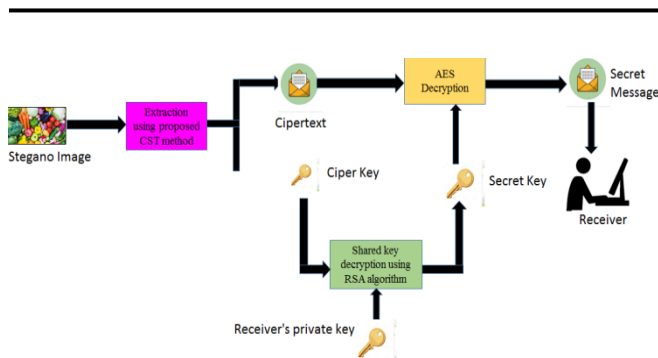 AES
Decryption
Secret
Message
Extraction
using proposed
CST method
Cipertext
Stegano Image
Ciper Key
Secret Key
Receiver
Shared key
decryption using
RSA algorithm
Receiver's private key